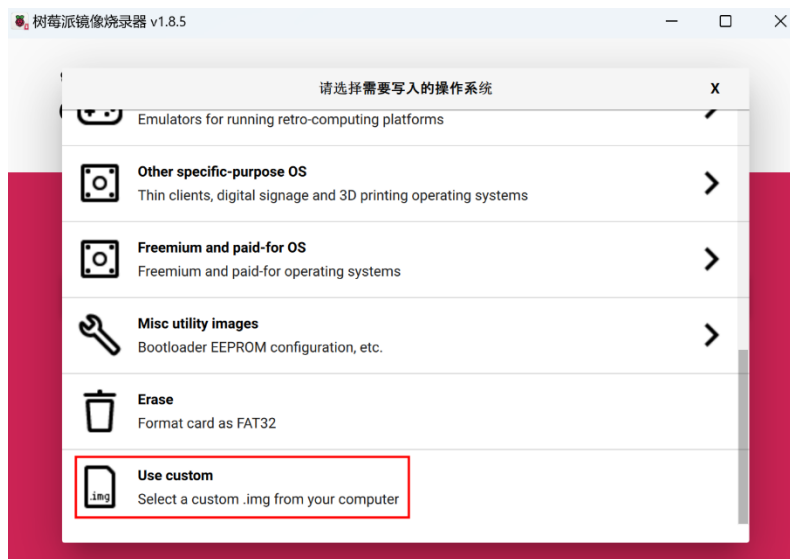 树莓派镜像烧录器 v1.8.5
请选择需要写入的操作系统
X
Emulators for running retro-computing platforms
Other specific-purpose OS
Thin clients, digital signage and 3D printing operating systems
Freemium and paid-for OS
Freemium and paid-for operating systems
Misc utility images
Bootloader EEPROM configuration, etc.
Erase
Format card as FAT32
Use custom
.img
Select a custom .img from your computer